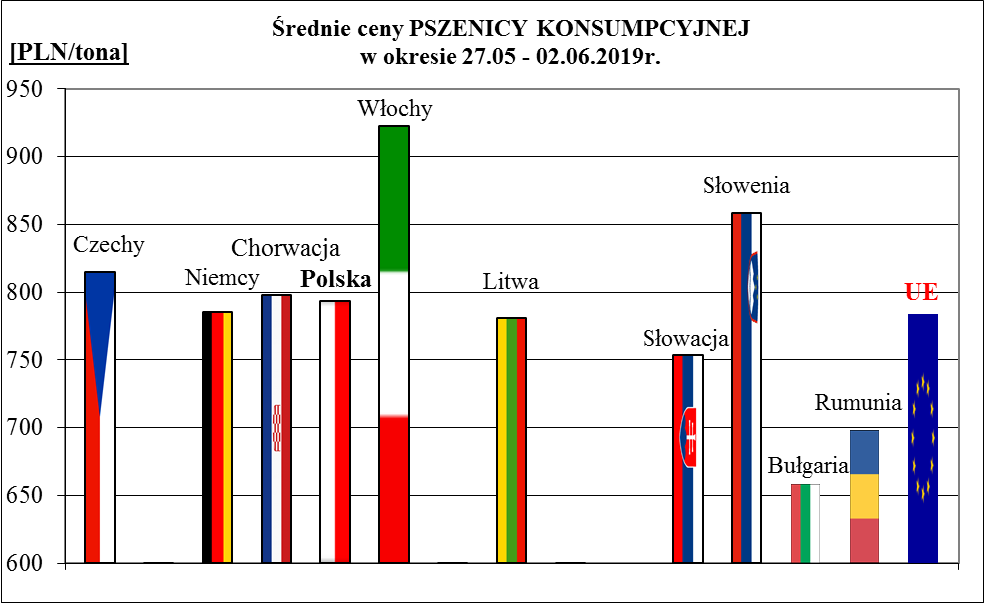 Średnie ceny PSZENICY KONSUMPCYJNEJ
w okresie 27.05 - 02.06.2019r.
[PLN/tona]
950
900
850
800
750
700
650
600
Czechy
Niemcy
Chorwacja
Polska
Włochy
Litwa
Słowacja
Słowenia
Bułgaria
Rumunia
UE